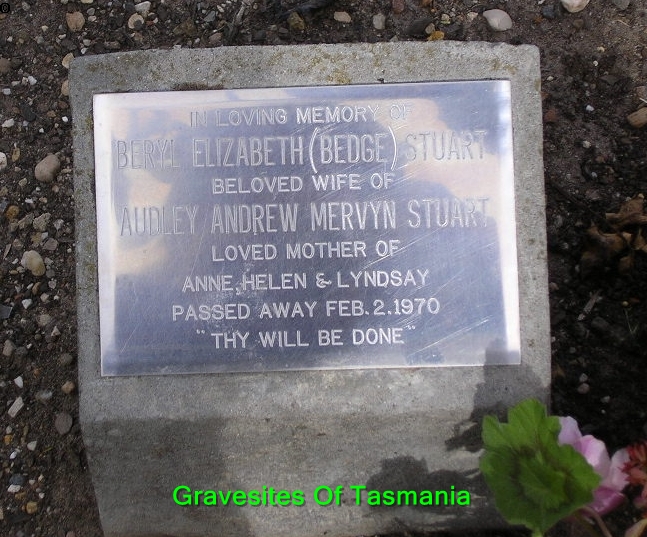 IN LOVING MEMORY OF
BERYL ELIZABETH (BEDGE) STUART
BELOVED WIFE OF
AUDLEY ANDREW MERVYN STUART
LOVED MOTHER OF
ANNE, HELEN & LYNDSAY
PASSED AWAY FEB. 2. 1970
"THY WILL BE DONE"
Gravesites Of Tasmania